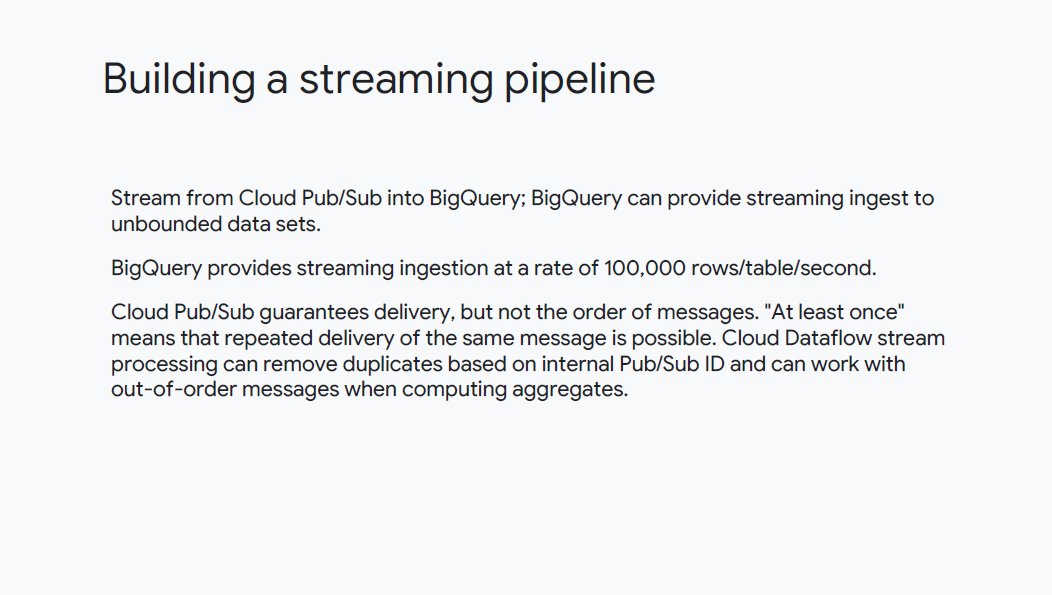 Building a streaming pipeline
Stream from Cloud Pub/Sub into BigQuery; BigQuery can provide streaming ingest to
unbounded data sets.
BigQuery provides streaming ingestion at a rate of 100,000 rows/table/second.
Cloud Pub/Sub guarantees delivery, but not the order of messages. "At least once"
means that repeated delivery of the same message is possible. Cloud Dataflow stream
processing can remove duplicates based on internal Pub/Sub ID and can work with
out-of-order messages when computing aggregates.